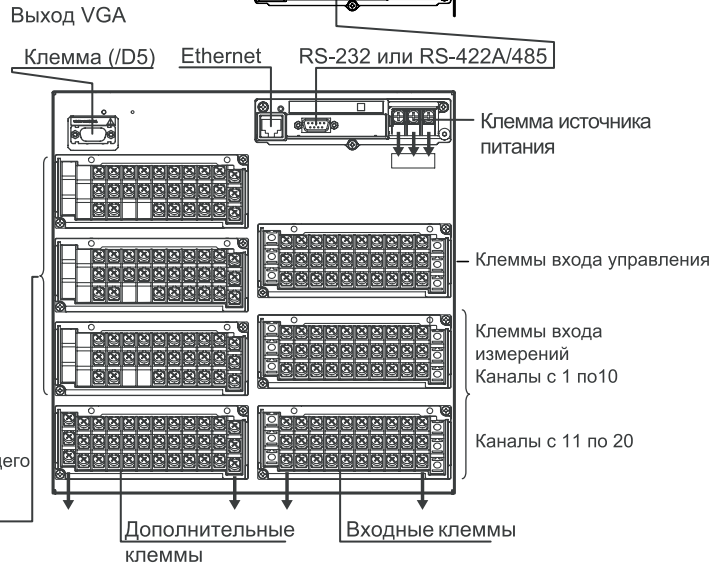 Выход VGA
Клемма (/D5)
Ethernet
RS-232 или RS-422A/485
Клемма источника
питания
Клеммы входа управления
Клеммы входа
измерений
Каналы с 1 по10
Каналы с 11 по 20
Дополнительные
клеммы
Входные клеммы